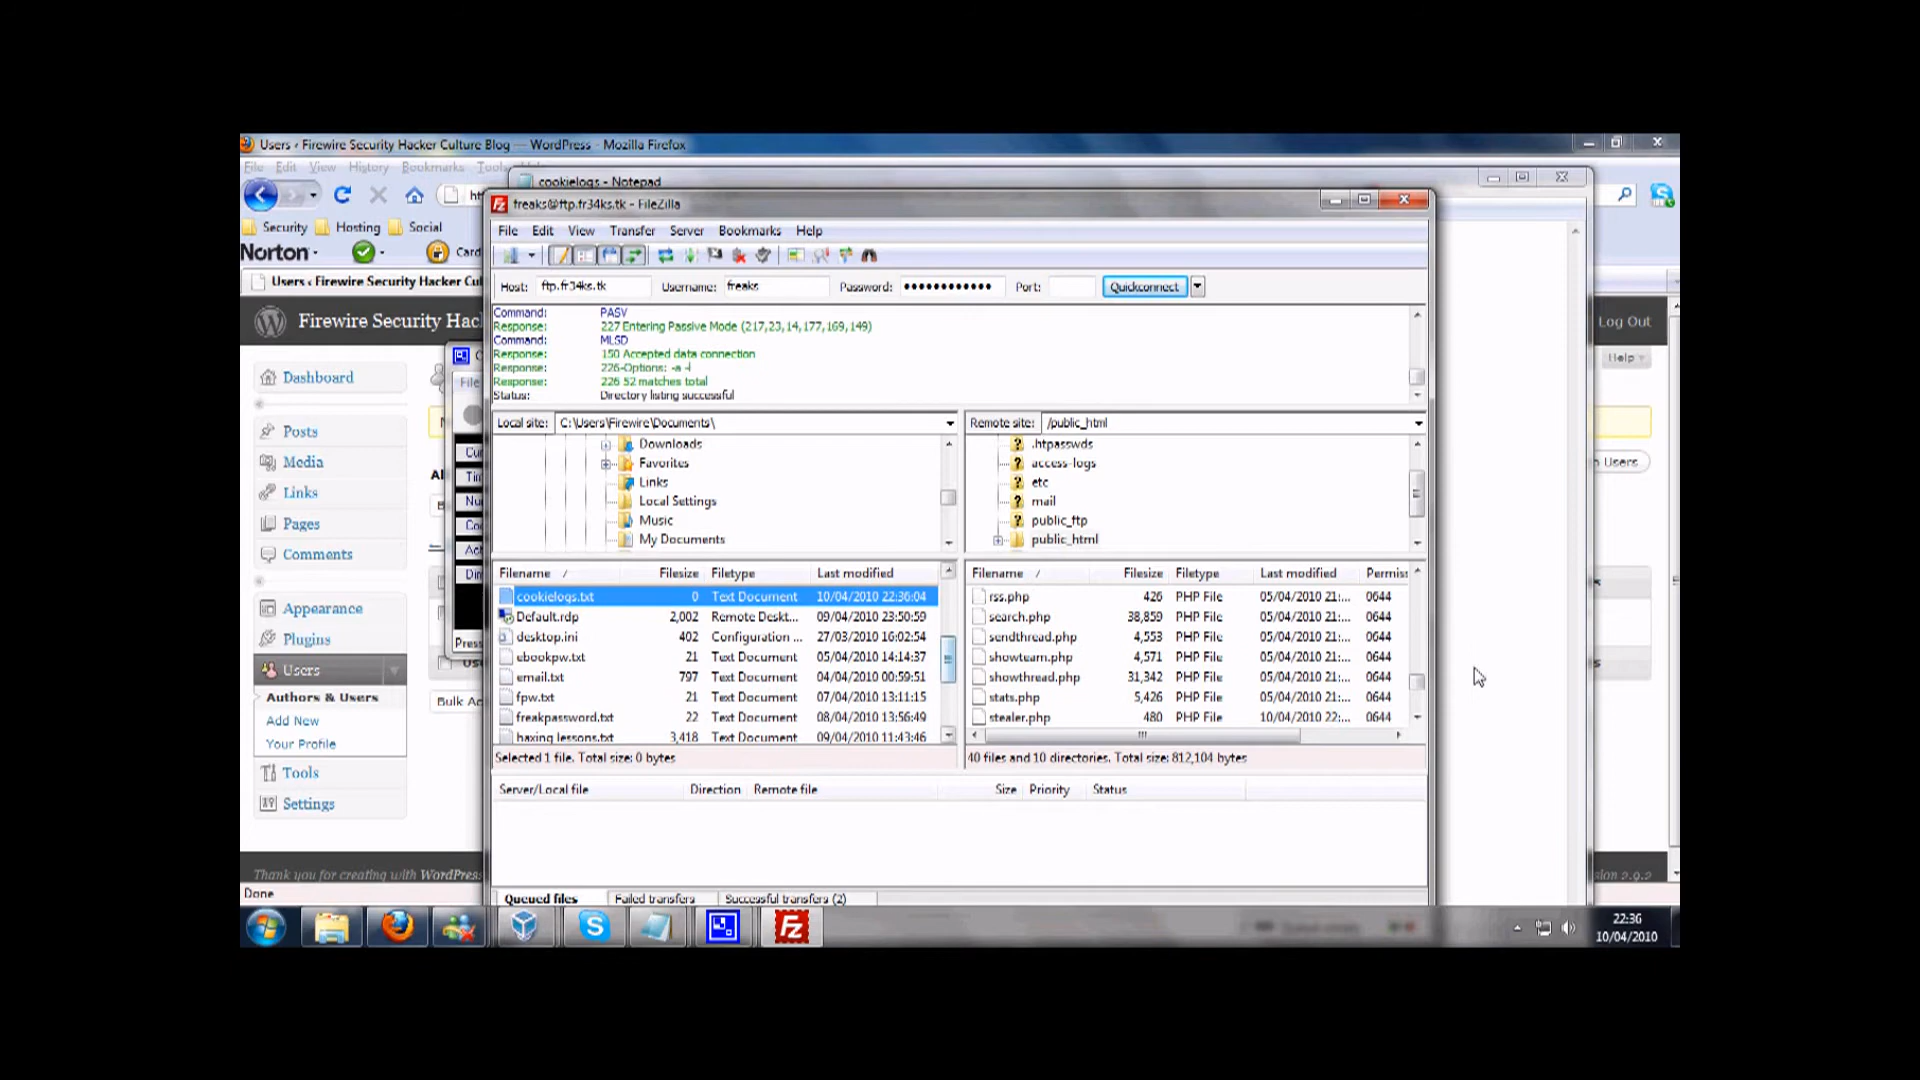 Users ‹ Firewire Security Hacker Culture Blog — WordPress - Mozilla Firefox
File Edit View History Bookmarks Tools
cookielogs - Notepad
freaks@ftp.fr34ks.tk - FileZilla
Security Hosting Social
File Edit View Transfer Server Bookmarks Help
Norton
Users ‹ Firewire Security Hacker Cul
Host: ftp.fr34ks.tk Username: freaks Password: •••••••••••• Port: Quickconnect
Firewire Security Hac
Log Out
Help
Command: PASV
Response: 227 Entering Passive Mode (217,23,14,177,169,149)
Command: MLSD
Response: 150 Accepted data connection
Response: 226-Options: -a -l
Response: 226 52 matches total
Status: Directory listing successful
Local site: C:\Users\Firewire\Documents\
Remote site: /public_html
Downloads
Favorites
Links
Local Settings
Music
My Documents
.htpasswds
access-logs
etc
mail
public_ftp
public_html
Filename / Filesize Filetype Last modified
cookielogs.txt 0 Text Document 10/04/2010 22:36:04
Default.rdp 2,002 Remote Deskt... 09/04/2010 23:50:59
desktop.ini 402 Configuration ... 27/03/2010 16:02:54
ebookpw.txt 21 Text Document 05/04/2010 14:14:37
email.txt 797 Text Document 04/04/2010 00:59:51
fpw.txt 21 Text Document 07/04/2010 13:11:15
freakpassword.txt 22 Text Document 08/04/2010 13:56:49
haxing lessons.txt 3,418 Text Document 09/04/2010 11:43:46
Selected 1 file. Total size: 0 bytes
Filename / Filesize Filetype Last modified Permis
rss.php 426 PHP File 05/04/2010 21:... 0644
search.php 38,859 PHP File 05/04/2010 21:... 0644
sendthread.php 4,553 PHP File 05/04/2010 21:... 0644
showteam.php 4,571 PHP File 05/04/2010 21:... 0644
showthread.php 31,342 PHP File 05/04/2010 21:... 0644
stats.php 5,426 PHP File 05/04/2010 21:... 0644
stealer.php 480 PHP File 10/04/2010 22:... 0644
40 files and 10 directories. Total size: 812,104 bytes
Server/Local file Direction Remote file Size Priority Status
Queued files Failed transfers Successful transfers (2)
Dashboard
Posts
Media
Links
Pages
Comments
Appearance
Plugins
Users
Authors & Users
Add New
Your Profile
Tools
Settings
File
Press
Bulk Ac
Users
Thank you for creating with WordPress
Done
22:36
10/04/2010